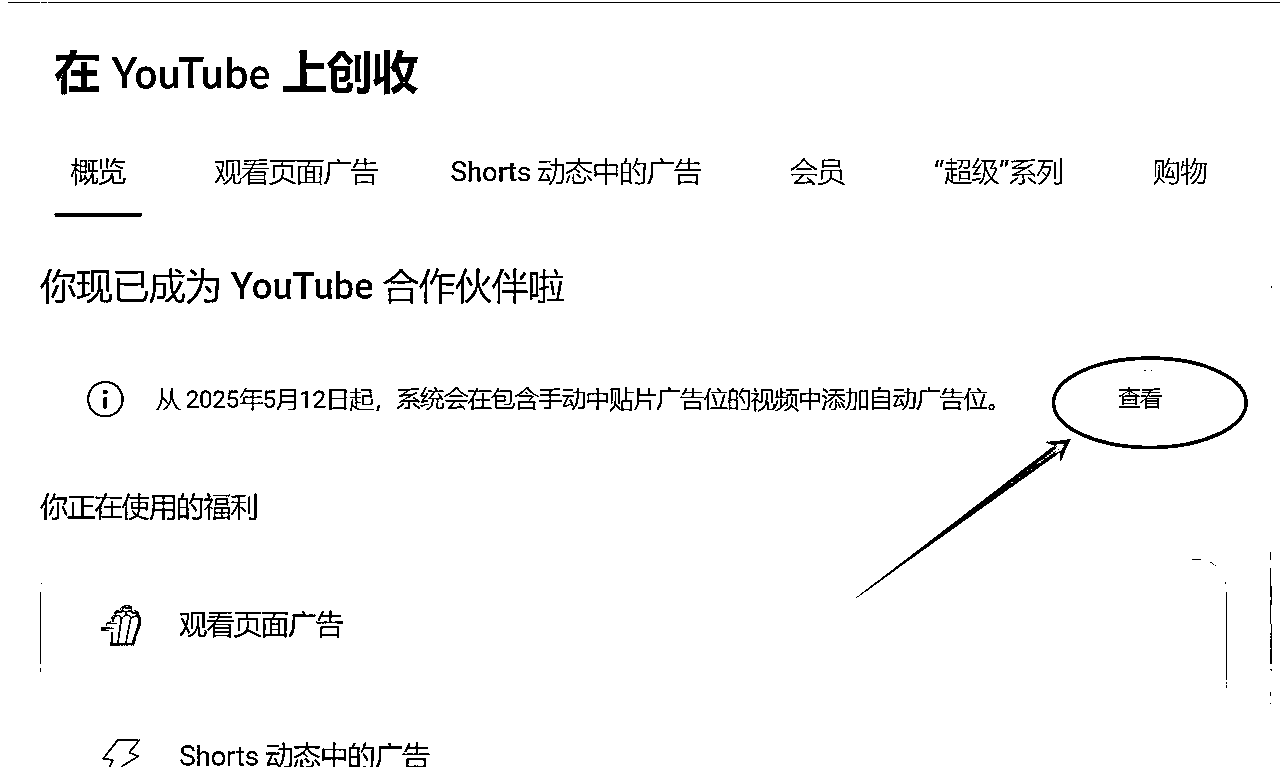 在 YouTube 上创收
概览 观看页面广告 Shorts 动态中的广告 会员 “超级”系列 购物
你现已成为 YouTube 合作伙伴啦
从 2025年5月12日起，系统会在包含手动中贴片广告位的视频中添加自动广告位。 查看
你正在使用的福利
观看页面广告
Shorts 动态中的广告